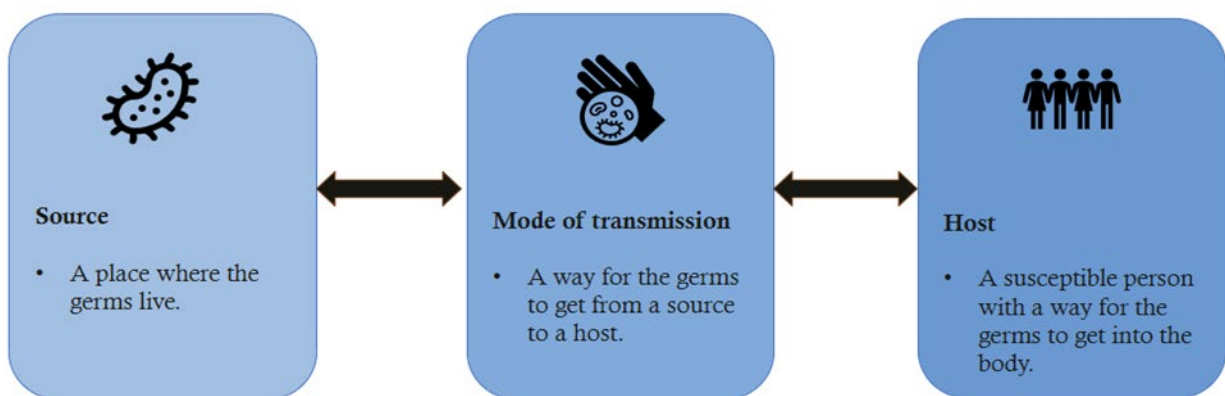 Source
• A place where the
germs live.
Mode of transmission
• A way for the germs
to get from a source
to a host.
Host
• A susceptible person
with a way for the
germs to get into the
body.